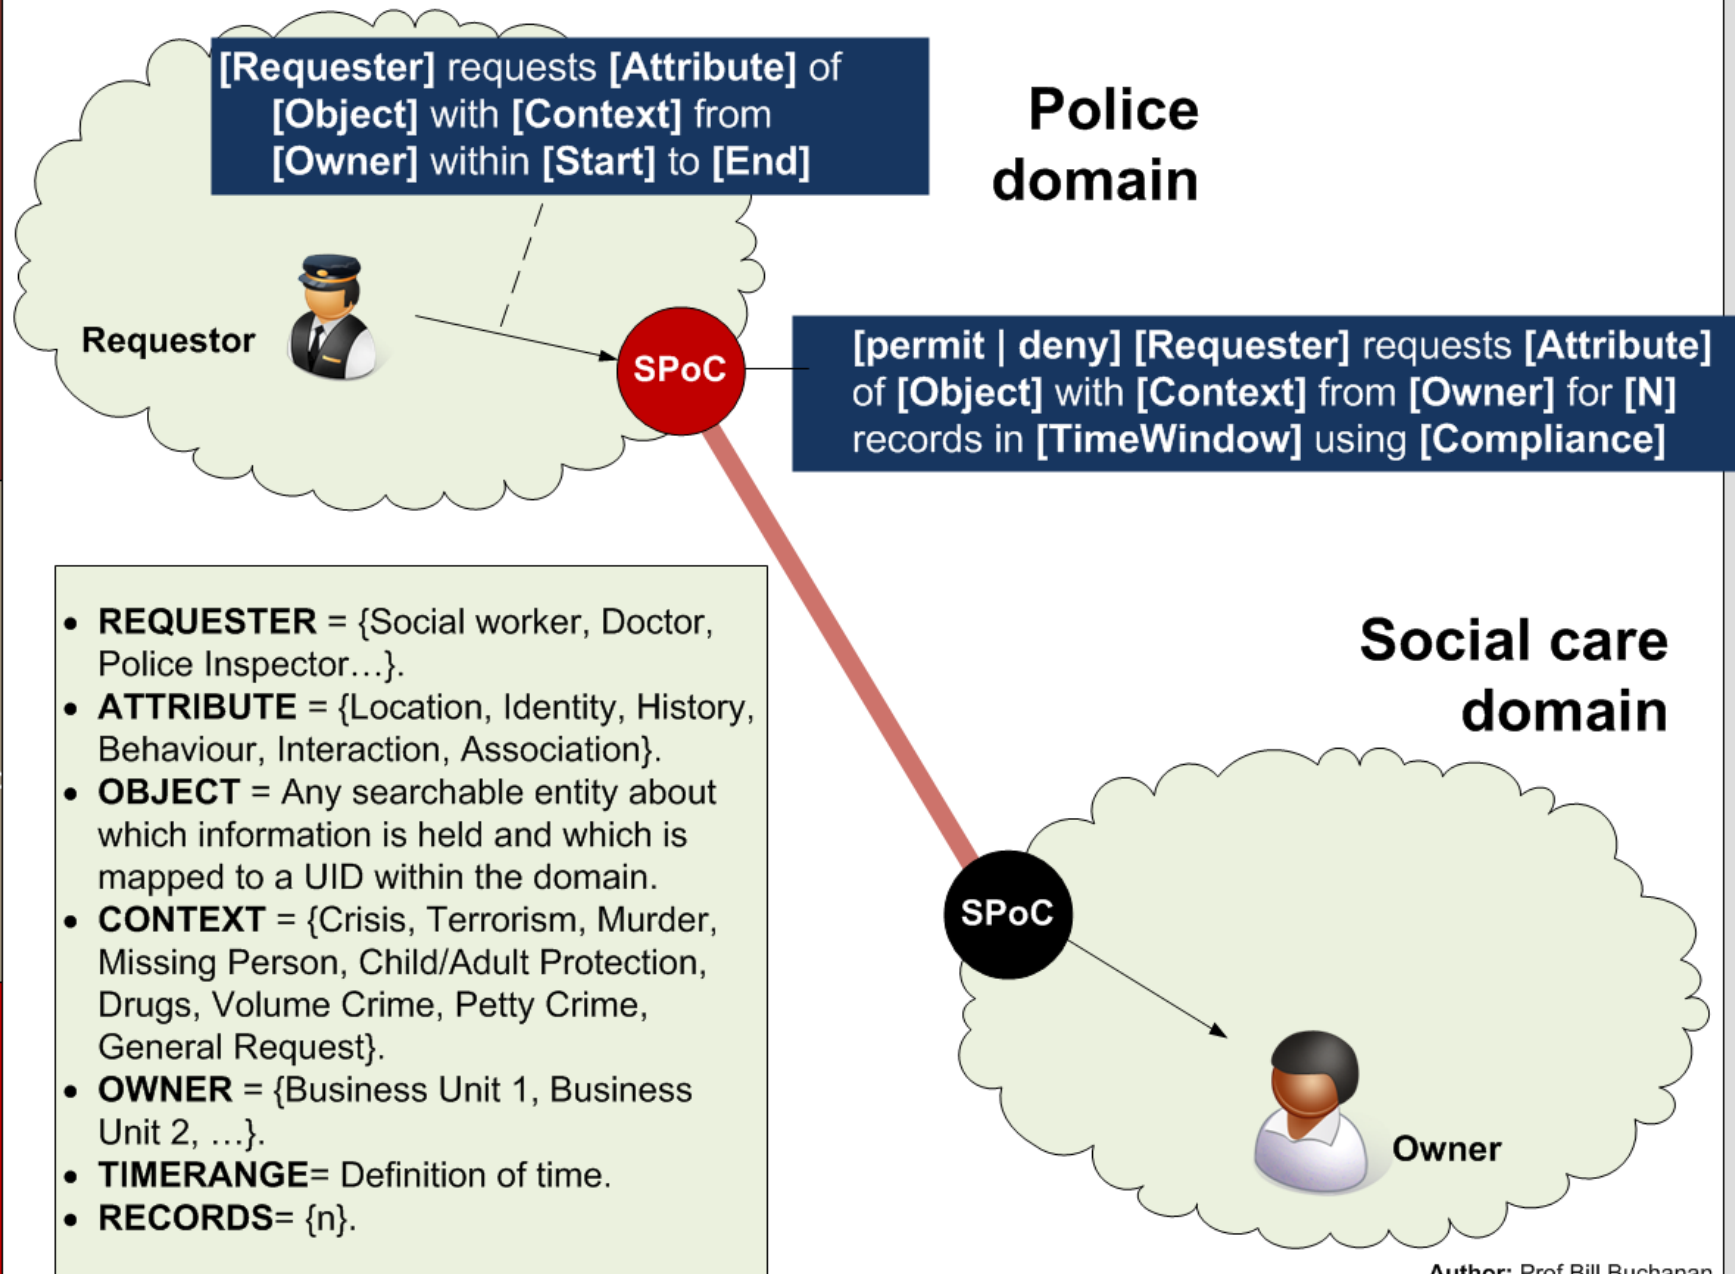 [Requester] requests [Attribute] of
[Object] with [Context] from
[Owner] within [Start] to [End]
Police
domain
Requestor
SPoC
[permit | deny] [Requester] requests [Attribute]
of [Object] with [Context] from [Owner] for [N]
records in [TimeWindow] using [Compliance]
• REQUESTER = {Social worker, Doctor,
Police Inspector…}.
• ATTRIBUTE = {Location, Identity, History,
Behaviour, Interaction, Association}.
• OBJECT = Any searchable entity about
which information is held and which is
mapped to a UID within the domain.
• CONTEXT = {Crisis, Terrorism, Murder,
Missing Person, Child/Adult Protection,
Drugs, Volume Crime, Petty Crime,
General Request}.
• OWNER = {Business Unit 1, Business
Unit 2, …}.
• TIMERANGE= Definition of time.
• RECORDS= {n}.
Social care
domain
SPoC
Owner
Author: Prof Bill Buchanan